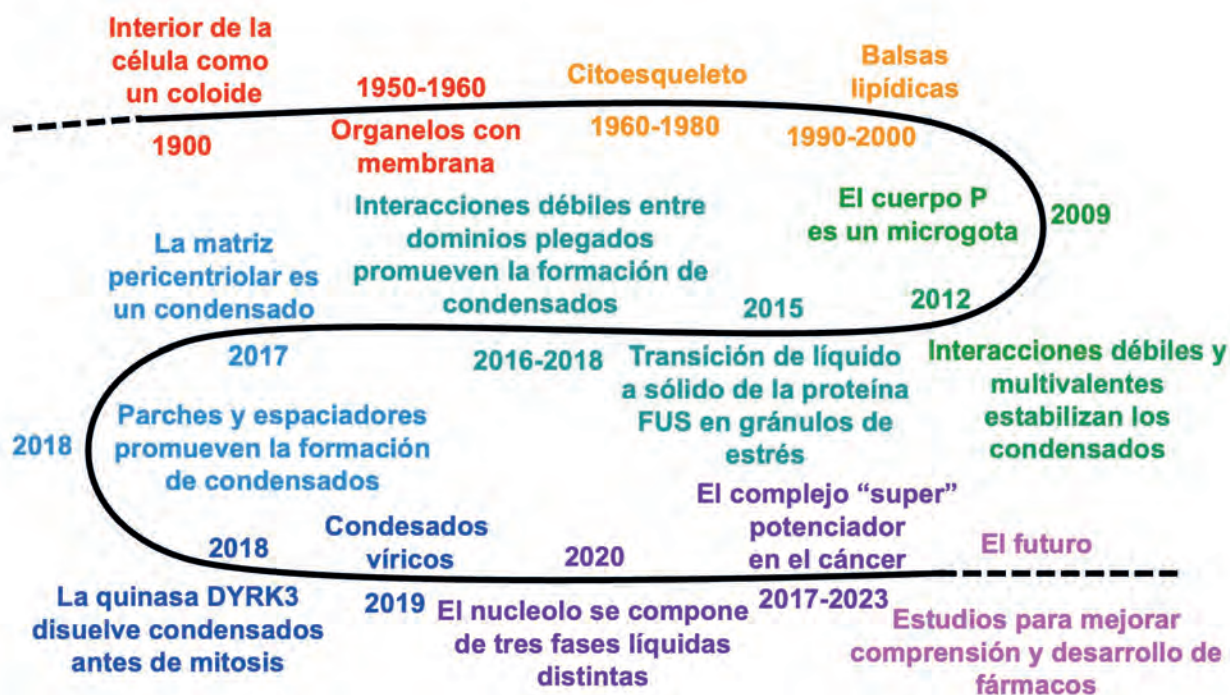 Interior de la
célula como
un coloide
1900
1950-1960
Organelos con
membrana
Citoesqueleto
1960-1980
Balsas
lipídicas
1990-2000
El cuerpo P
es un microgota
2009
2012
Interacciones débiles y
multivalentes
estabilizan los
condensados
2015
Transición de líquido
a sólido de la proteína
FUS en gránulos de
estrés
Interacciones débiles entre
dominios plegados
promueven la formación de
condensados
2016-2018
La matriz
pericentriolar es
un condensado
2017
2018
Parches y espaciadores
promueven la formación
de condensados
2018
La quinasa DYRK3
disuelve condensados
antes de mitosis
Condesados
víricos
2019
2020
El nucleolo se compone
de tres fases líquidas
distintas
El complejo “super”
potenciador
en el cáncer
2017-2023
El futuro
Estudios para mejorar
comprensión y desarrollo de
fármacos